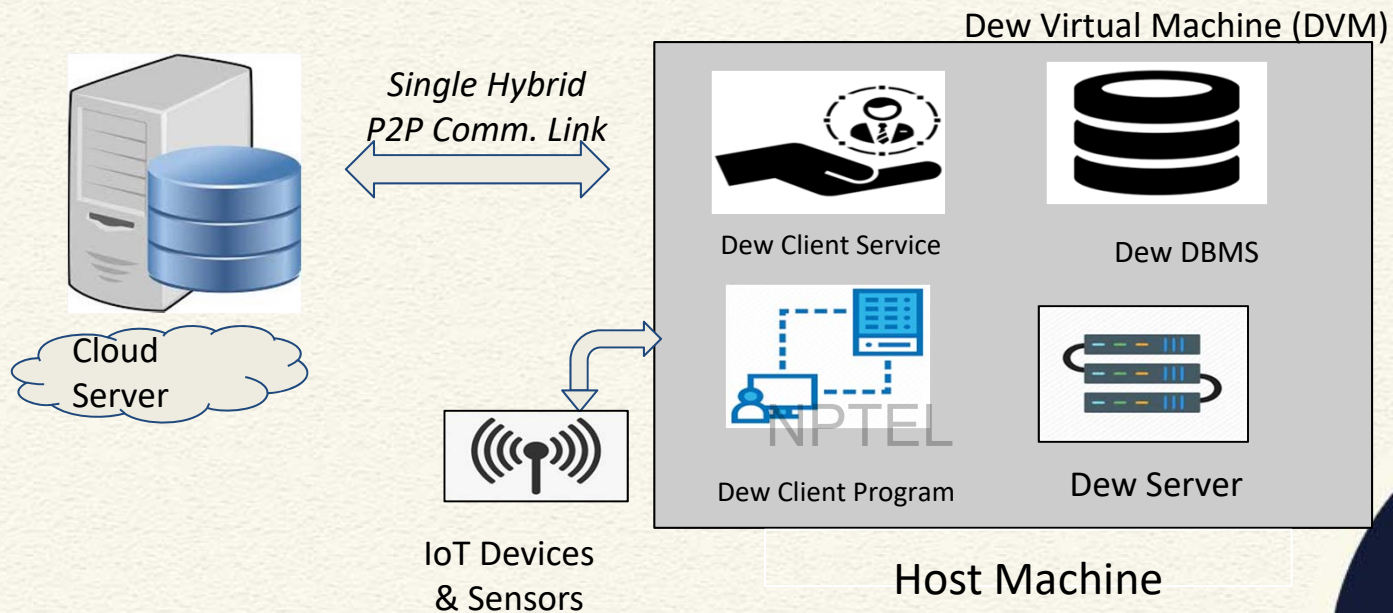 Dew Virtual Machine (DVM)
Single Hybrid
P2P Comm. Link
Dew Client Service
Dew DBMS
Cloud
Server
NPTEL
Dew Client Program
Dew Server
IoT Devices
& Sensors
Host Machine